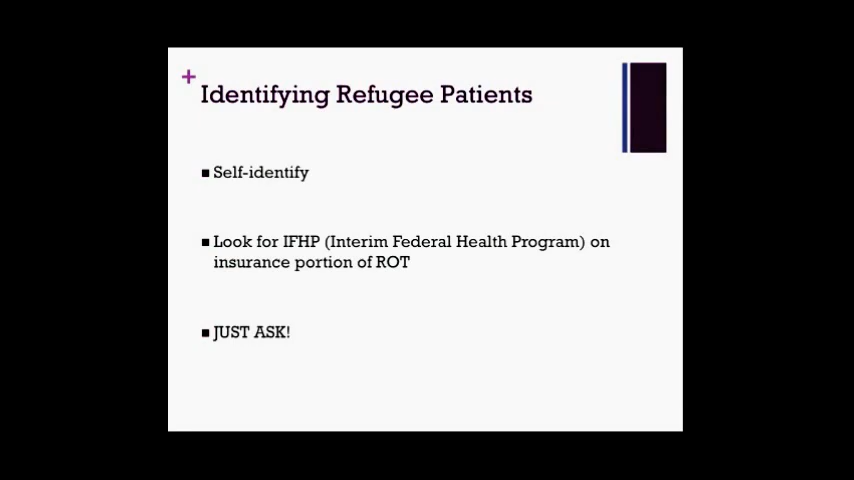 +
Identifying Refugee Patients
■ Self-identify
■ Look for IFHP (Interim Federal Health Program) on
insurance portion of ROT
■ JUST ASK!